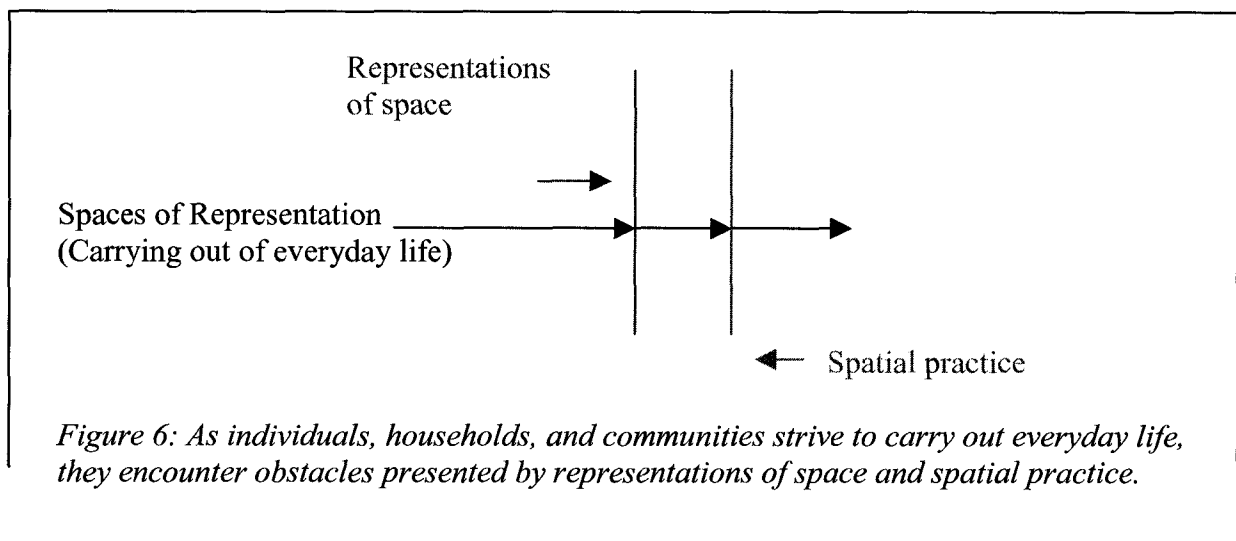 Representations
of space
Spaces of Representation
(Carrying out of everyday life)
Spatial practice
Figure 6: As individuals, households, and communities strive to carry out everyday life,
they encounter obstacles presented by representations of space and spatial practice.